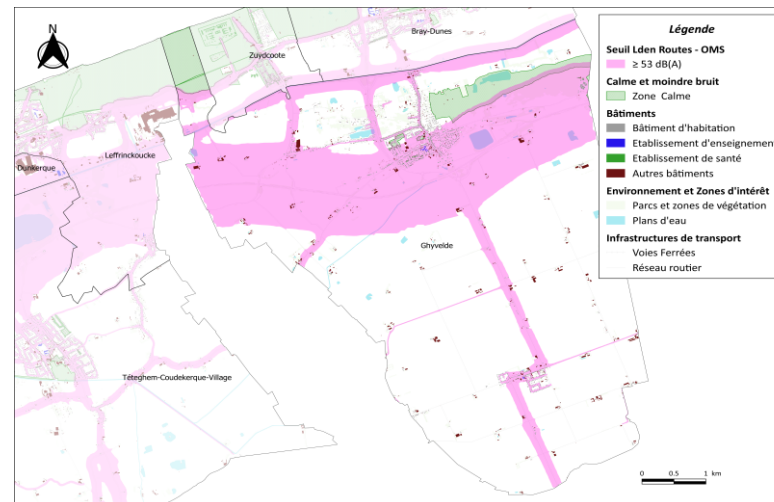 N
Zuydcoote
Bray-Dunes
Leffrinckoucke
Dunkerque
Ghyvelde
Téteghem-Coudekerque-Village
Légende
Seuil Lden Routes - OMS
≥ 53 dB(A)
Calme et moindre bruit
Zone Calme
Bâtiments
Bâtiment d'habitation
Etablissement d'enseignement
Etablissement de santé
Autres bâtiments
Environnement et Zones d'intérêt
Parcs et zones de végétation
Plans d'eau
Infrastructures de transport
Voies Ferrées
Réseau routier
0 0.5 1 km